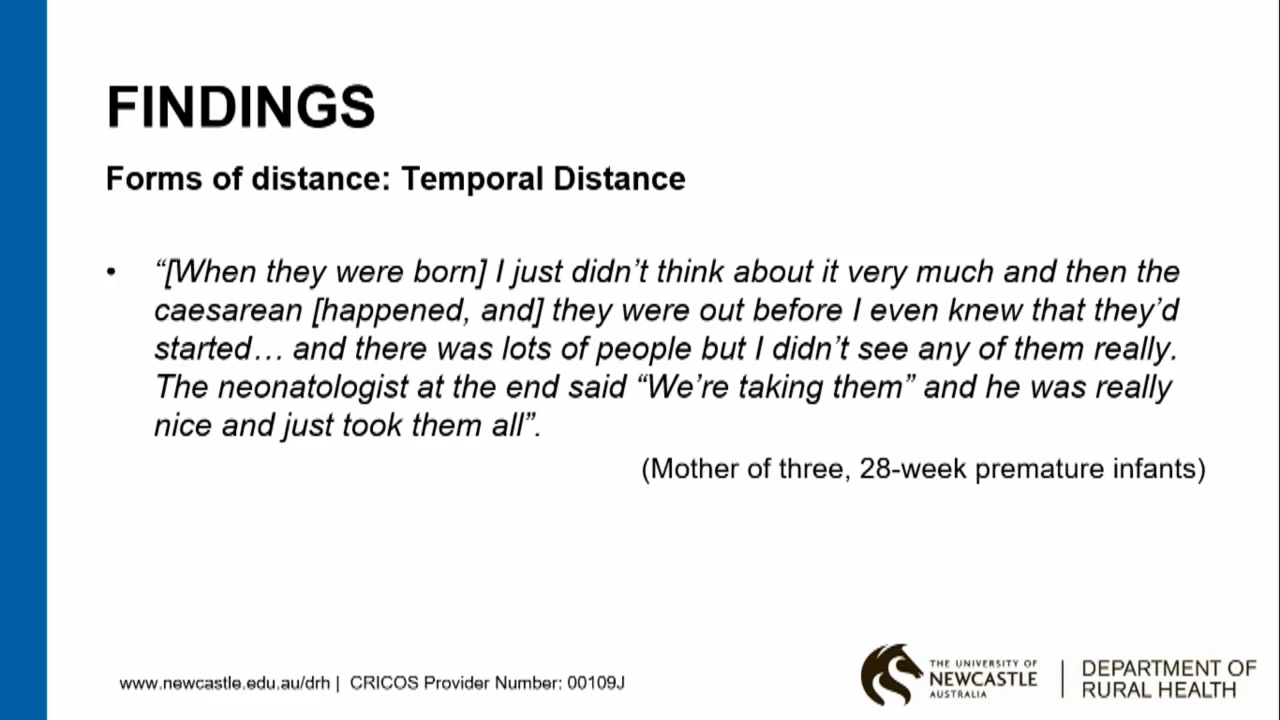 FINDINGS
Forms of distance: Temporal Distance
• “[When they were born] I just didn’t think about it very much and then the
caesarean [happened, and] they were out before I even knew that they’d
started… and there was lots of people but I didn’t see any of them really.
The neonatologist at the end said “We’re taking them” and he was really
nice and just took them all”.
(Mother of three, 28-week premature infants)
www.newcastle.edu.au/drh | CRICOS Provider Number: 00109J
THE UNIVERSITY OF
NEWCASTLE
AUSTRALIA
DEPARTMENT OF
RURAL HEALTH